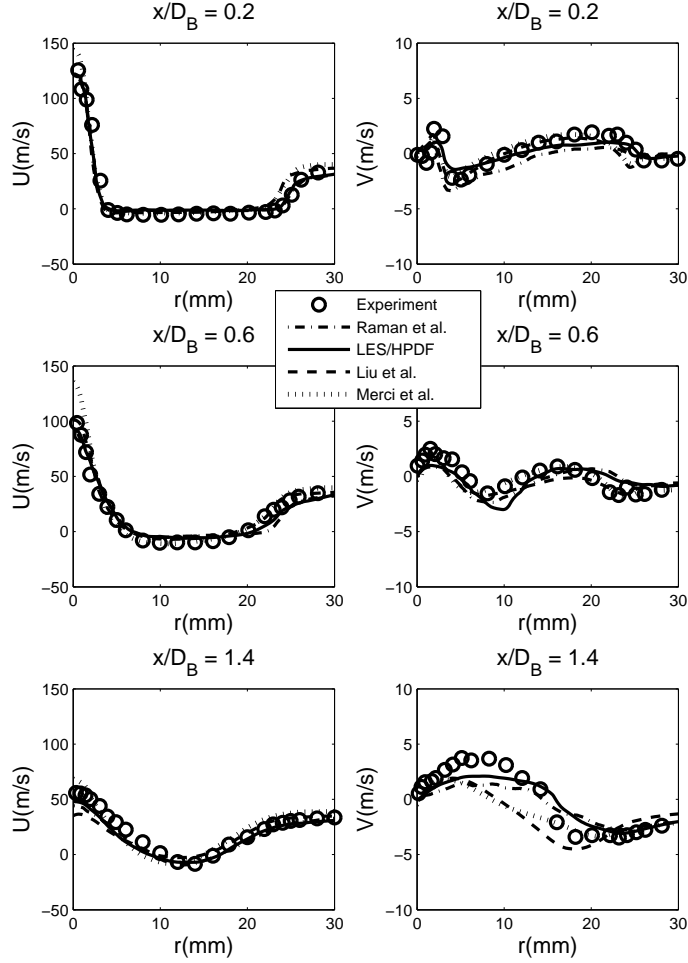 x/D_B = 0.2
x/D_B = 0.2
150
100
50
0
−50
U(m/s)
0
10
20
30
r(mm)
10
5
0
−5
−10
V(m/s)
0
10
20
30
r(mm)
Experiment
Raman et al.
LES/HPDF
Liu et al.
Merci et al.
x/D_B = 0.6
x/D_B = 0.6
150
100
50
0
−50
U(m/s)
0
10
20
30
r(mm)
5
0
−5
−10
V(m/s)
0
10
20
30
r(mm)
x/D_B = 1.4
x/D_B = 1.4
150
100
50
0
−50
U(m/s)
0
10
20
30
r(mm)
10
5
0
−5
−10
V(m/s)
0
10
20
30
r(mm)